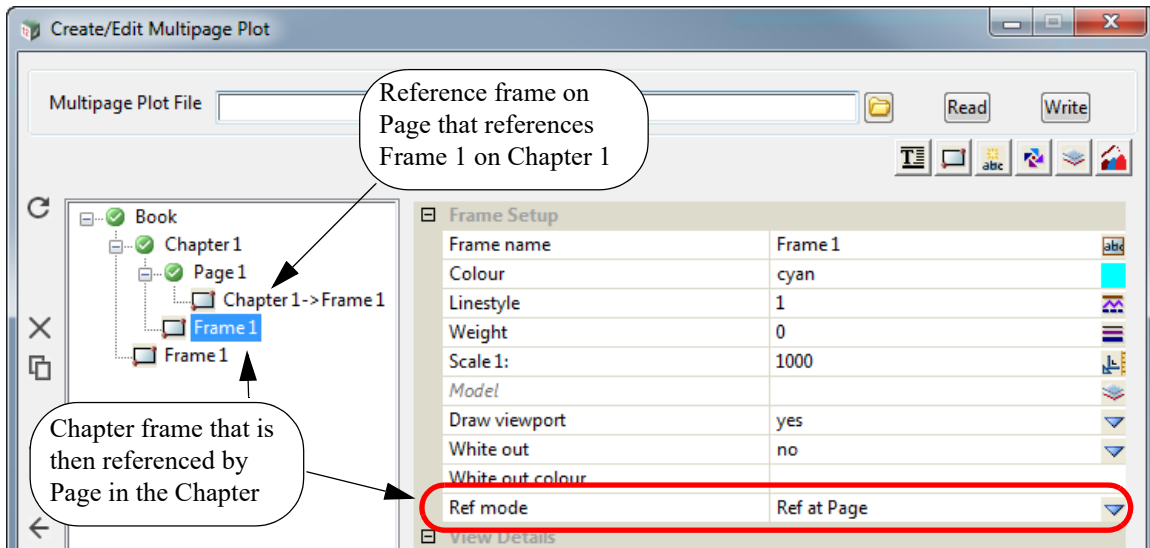 Create/Edit Multipage Plot
Multipage Plot File
Read
Write
Reference frame on
Page that references
Frame 1 on Chapter 1
T
abc
Book
Chapter 1
Page 1
Chapter 1->Frame 1
Frame 1
Frame 1
Chapter frame that is
then referenced by
Page in the Chapter
Frame Setup
Frame name Frame 1
abc
Colour cyan
Linestyle 1
Weight 0
Scale 1: 1000
Model
Draw viewport yes
White out no
White out colour
Ref mode Ref at Page
View Details